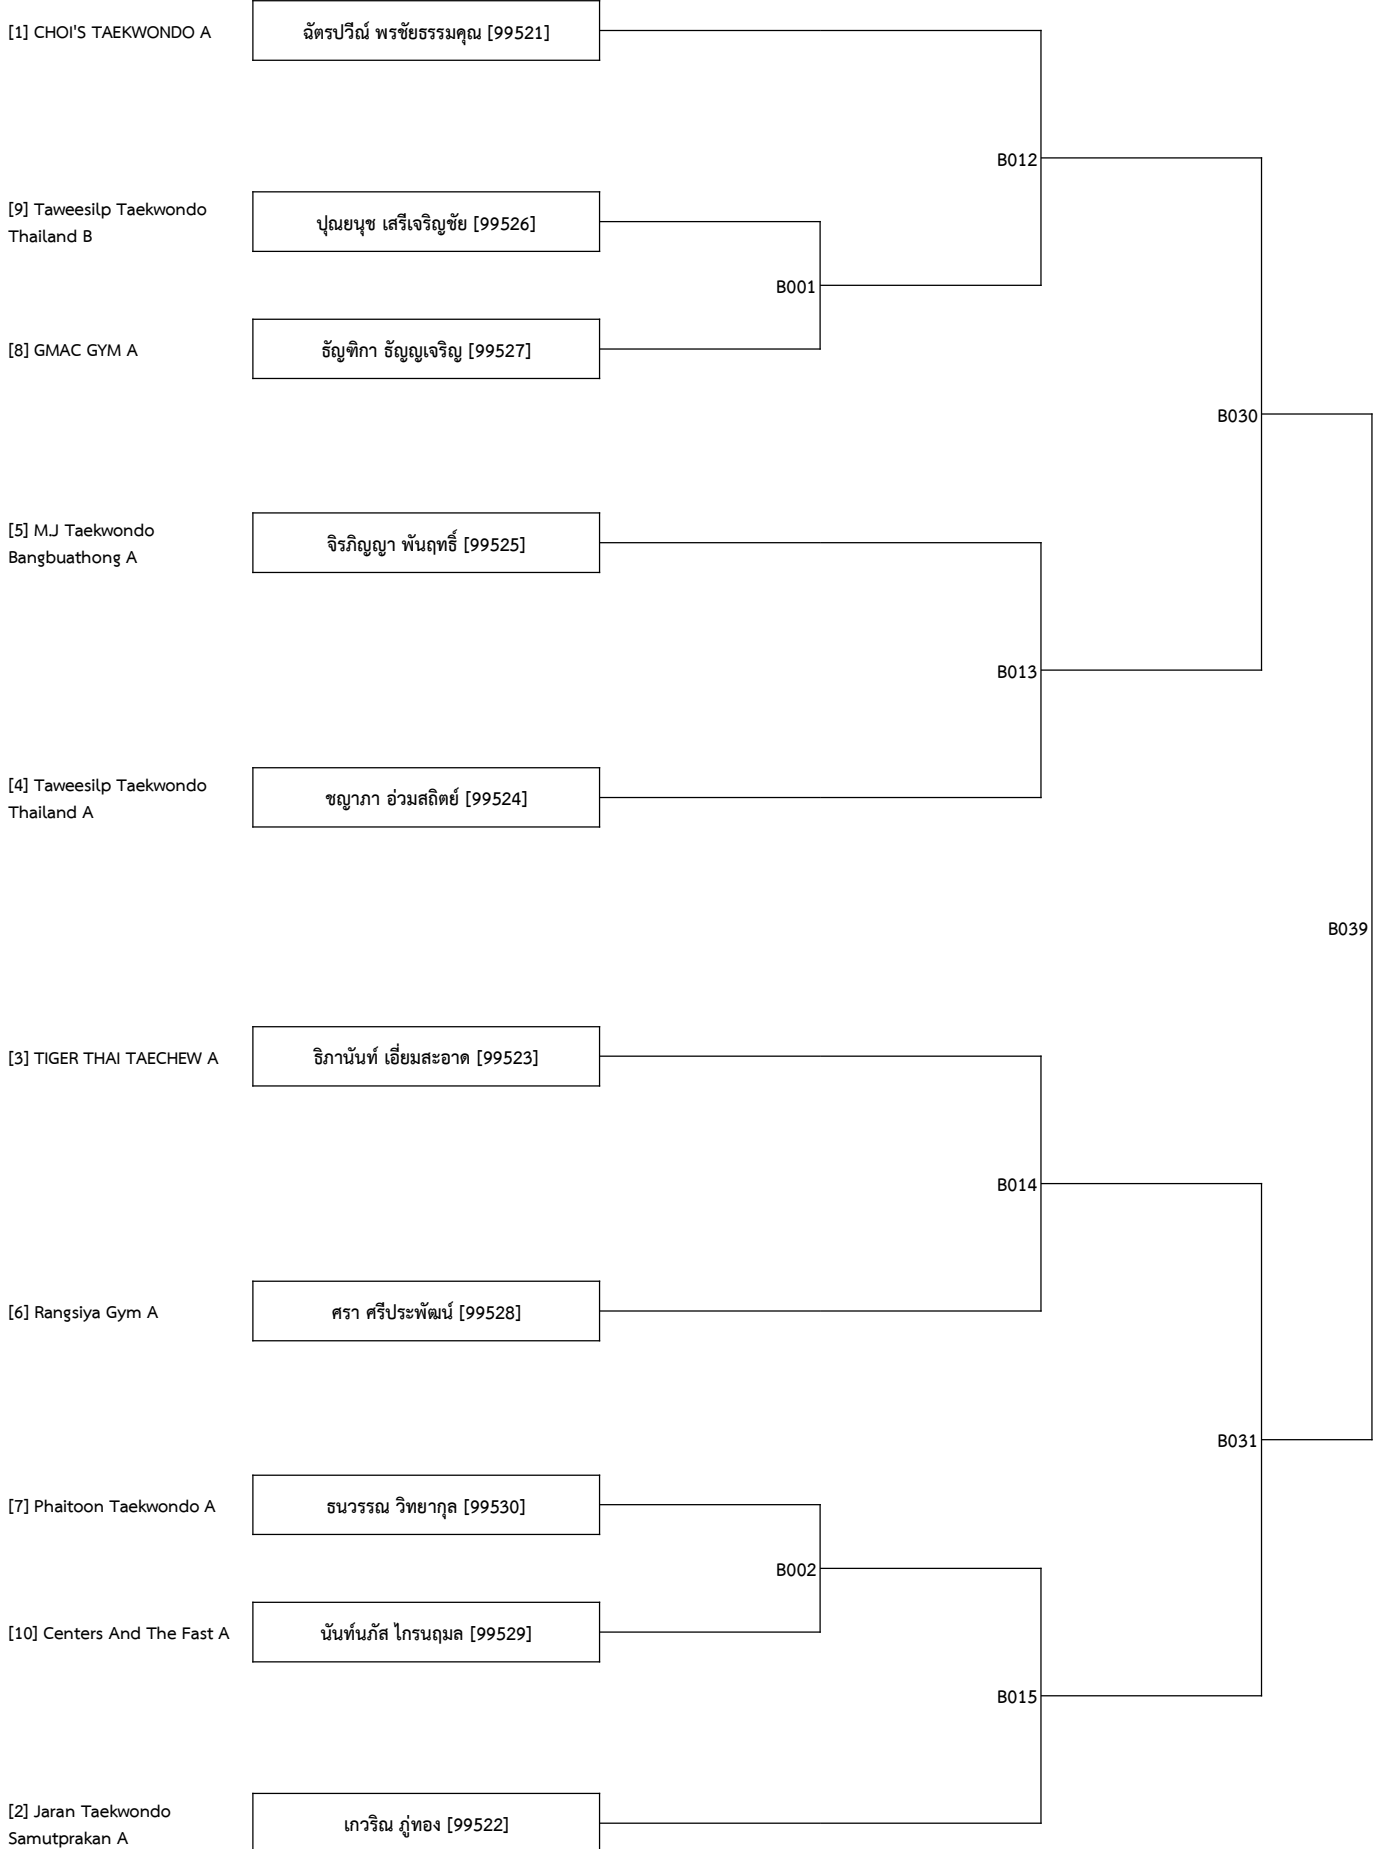 [1] CHOI'S TAEKWONDO A
ฉัตรปวีณ์ พรชัยธรรมคุณ [99521]
B012
[9] Taweesilp Taekwondo
Thailand B
ปุณยนุช เสรีเจริญชัย [99526]
B001
[8] GMAC GYM A
ธัญฑิกา ธัญญเจริญ [99527]
B030
[5] M.J Taekwondo
Bangbuathong A
จิรภิญญา พันฤทธิ์ [99525]
B013
[4] Taweesilp Taekwondo
Thailand A
ชญาภา อ่วมสถิตย์ [99524]
B039
[3] TIGER THAI TAECHEW A
ธิภานันท์ เอี่ยมสะอาด [99523]
B014
[6] Rangsiya Gym A
ศรา ศรีประพัฒน์ [99528]
B031
[7] Phaitoon Taekwondo A
ธนวรรณ วิทยากุล [99530]
B002
[10] Centers And The Fast A
นันท์นภัส ไกรนฤมล [99529]
B015
[2] Jaran Taekwondo
Samutprakan A
เกวริณ ภู่ทอง [99522]